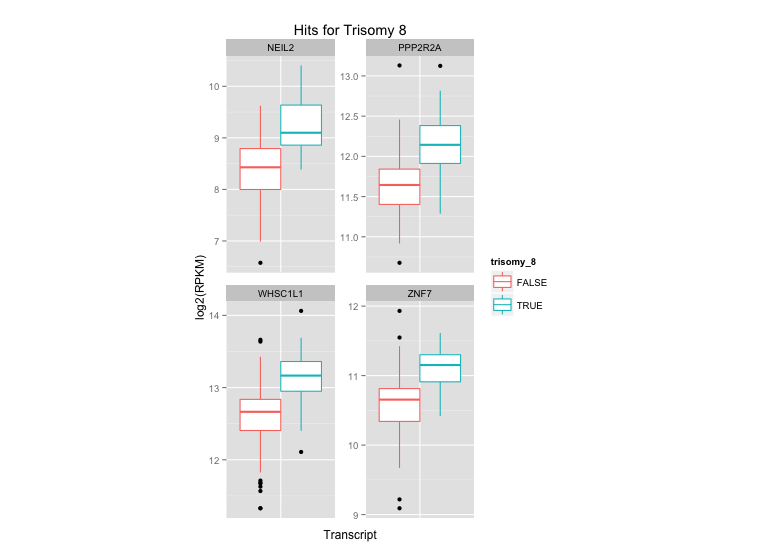 Hits for Trisomy 8
NEIL2
PPP2R2A
10
9
8
7
13.0
12.5
12.0
11.5
11.0
log2(RPKM)
WHSC1L1
ZNF7
14
13
12
12
11
10
9
Transcript
trisomy_8
FALSE
TRUE